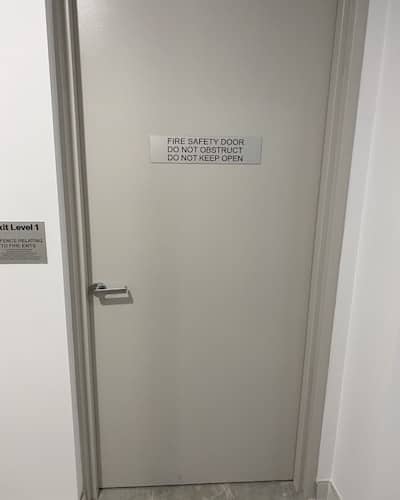 FIRE SAFETY DOOR
DO NOT OBSTRUCT
DO NOT KEEP OPEN
xit Level 1
FENCE RELATING
TO FIRE EXITS